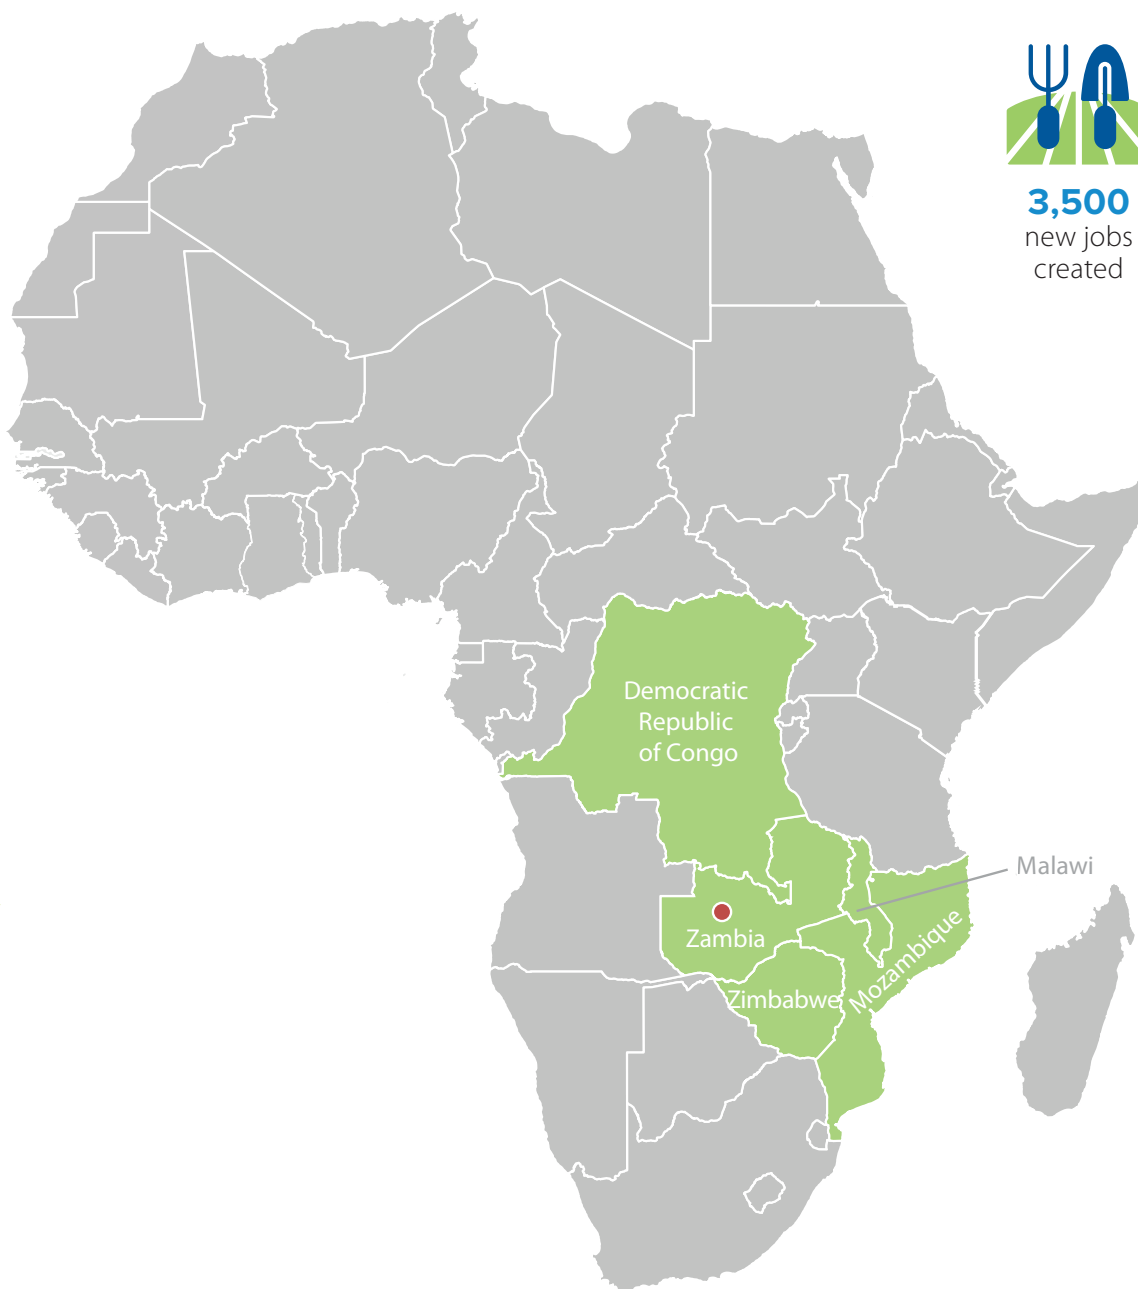 3,500
new jobs
created
Democratic
Republic
of Congo
Malawi
Zambia
Mozambique
Zimbabwe